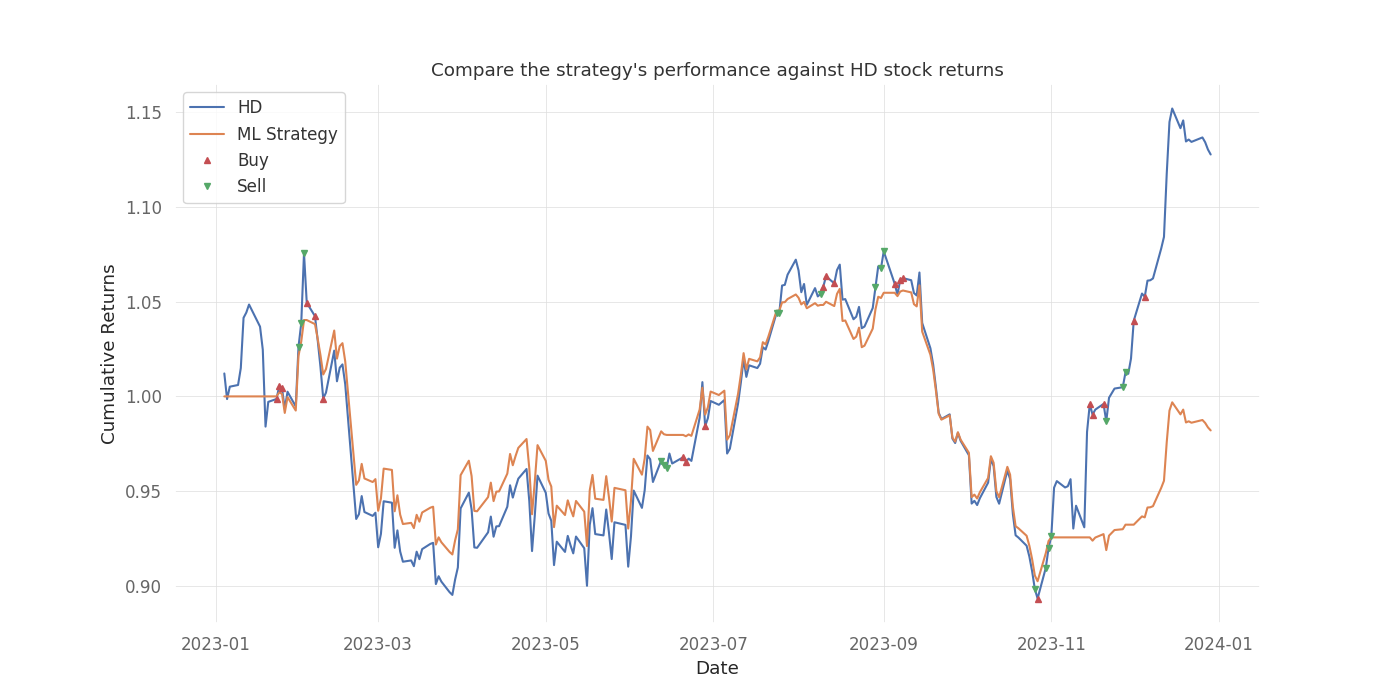 Compare the strategy's performance against HD stock returns
HD
ML Strategy
Buy
Sell
1.15
1.10
1.05
1.00
0.95
0.90
Cumulative Returns
2023-01
2023-03
2023-05
2023-07
2023-09
2023-11
2024-01
Date